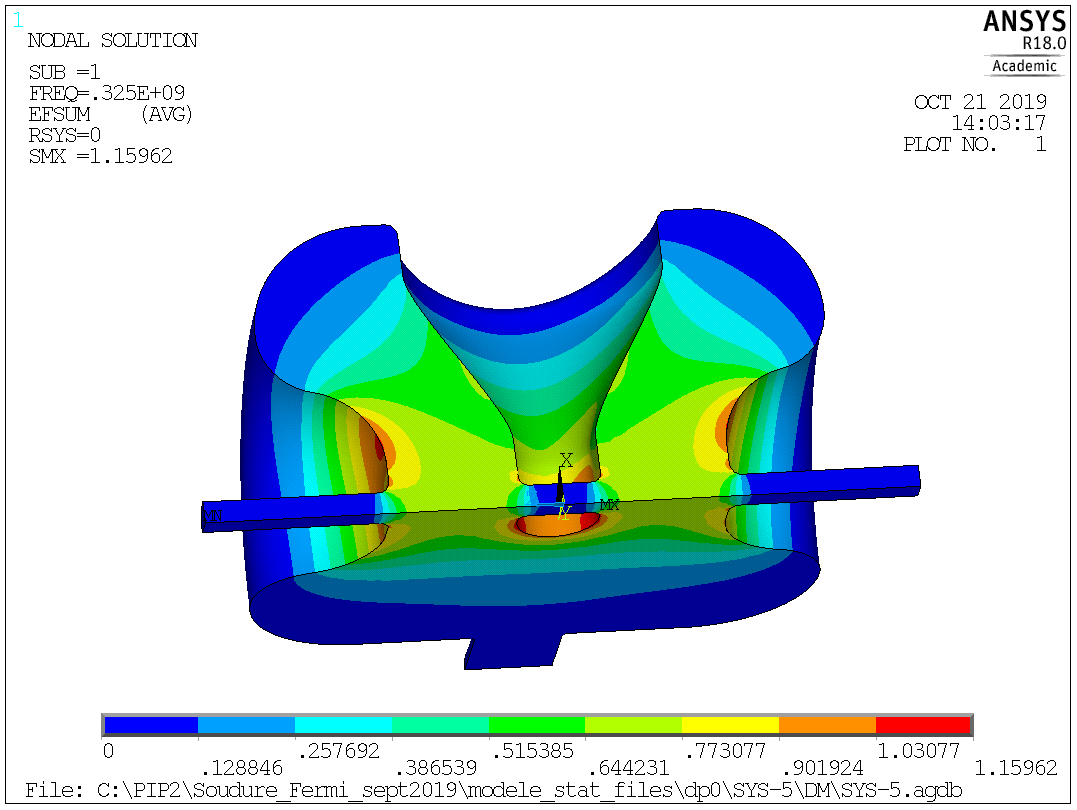 1
NODAL SOLUTION
SUB =1
FREQ=.325E+09
EFSUM (AVG)
RSYS=0
SMX =1.15962
ANSYS
R18.0
Academic
OCT 21 2019
14:03:17
PLOT NO. 1
X
MN
MX
Y
0 .128846 .257692 .386539 .515385 .644231 .773077 .901924 1.03077 1.15962
File: C:\PIP2\Soudure_Fermi_sept2019\modele_stat_files\dp0\SYS-5\DM\SYS-5.agdb